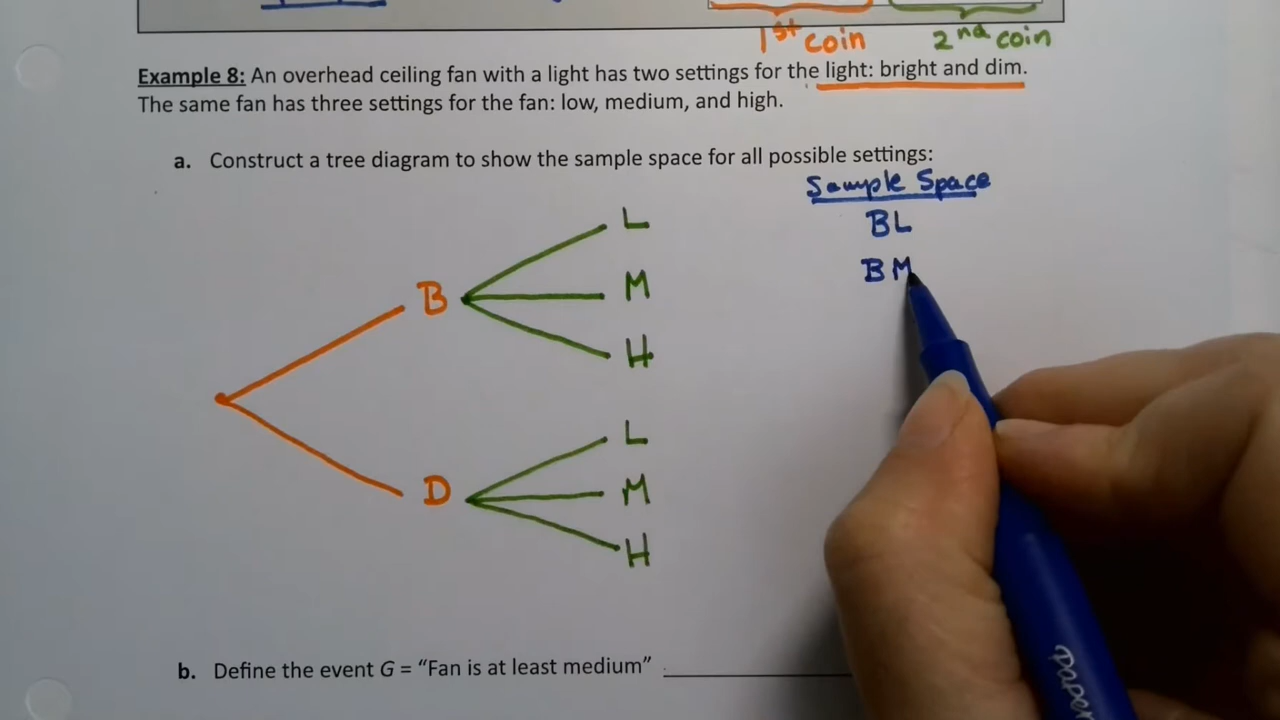 1st coin 2nd coin
Example 8: An overhead ceiling fan with a light has two settings for the light: bright and dim.
The same fan has three settings for the fan: low, medium, and high.
a. Construct a tree diagram to show the sample space for all possible settings:
Sample Space
L
BL
B
M
BM
H
L
D
M
H
b. Define the event G = “Fan is at least medium”
Paper